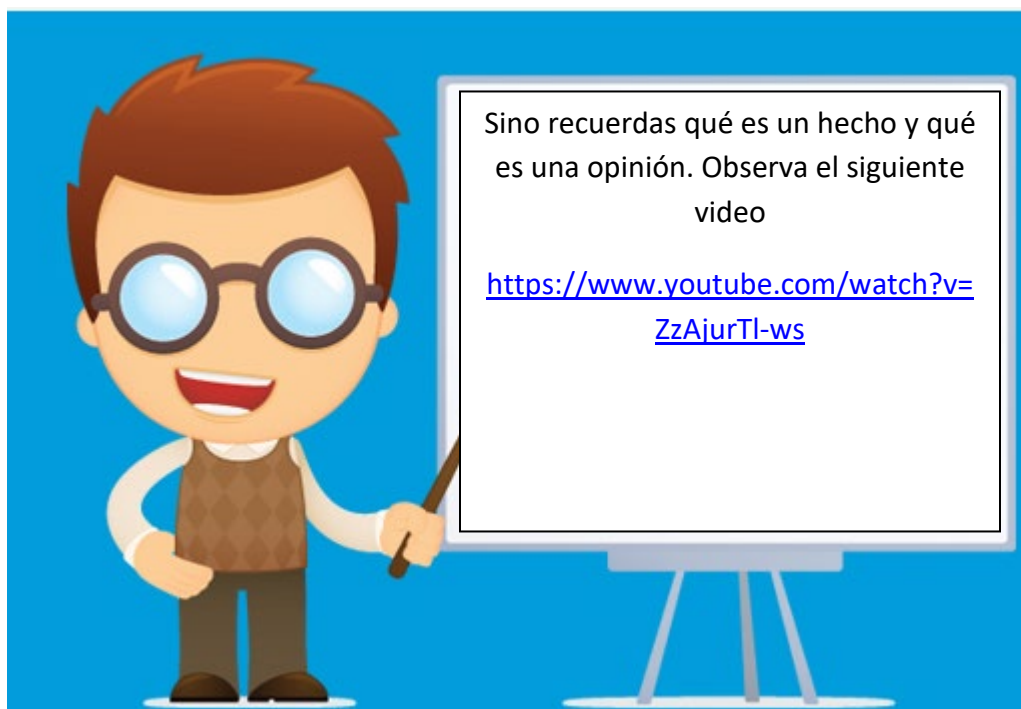 Sino recuerdas qué es un hecho y qué
es una opinión. Observa el siguiente
video
https://www.youtube.com/watch?v=
ZzAjurTl-ws